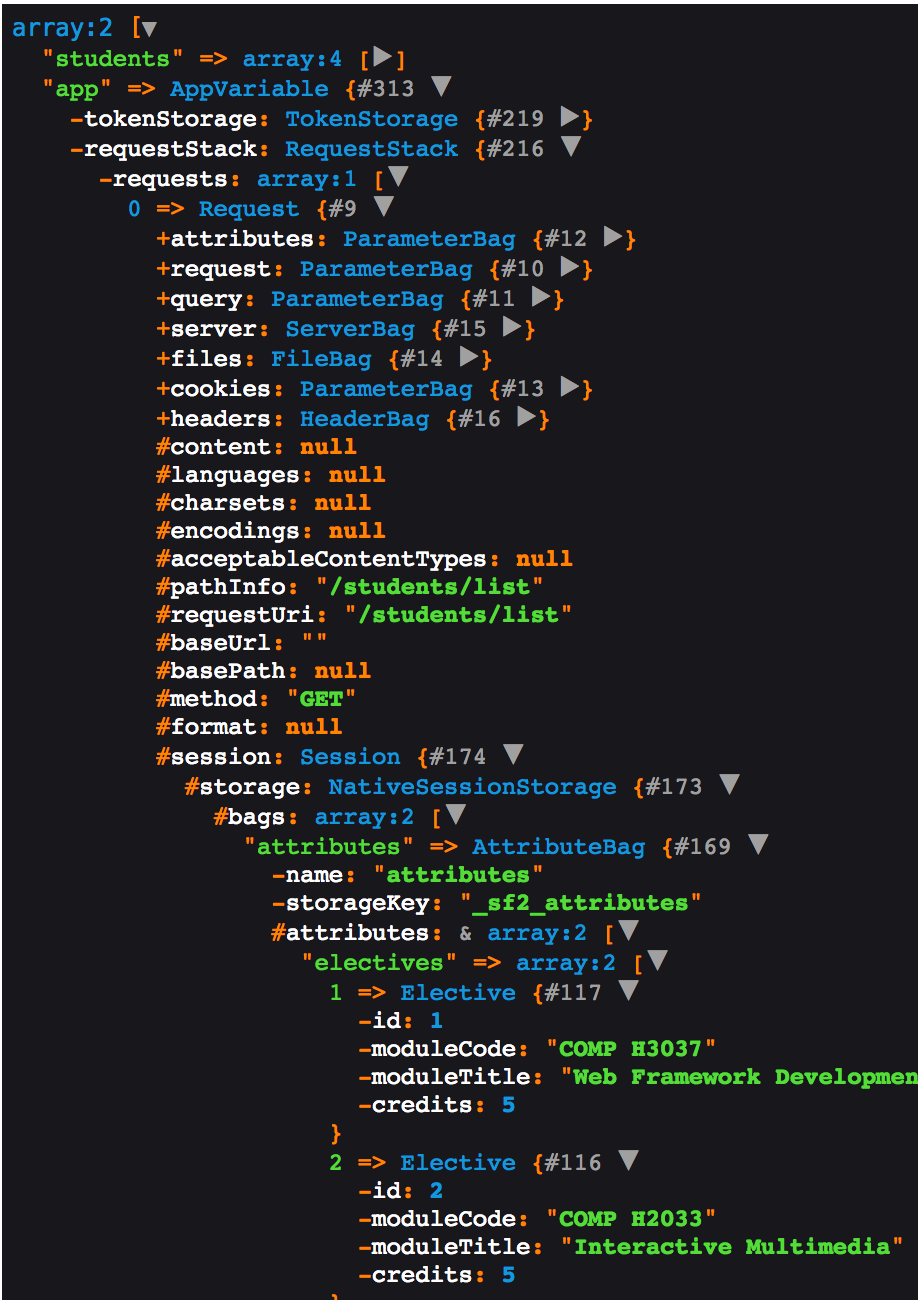 array:2 [▼
"students" => array:4 [▶]
"app" => AppVariable {#313 ▼
-tokenStorage: TokenStorage {#219 ▶}
-requestStack: RequestStack {#216 ▼
-requests: array:1 [▼
0 => Request {#9 ▼
+attributes: ParameterBag {#12 ▶}
+request: ParameterBag {#10 ▶}
+query: ParameterBag {#11 ▶}
+server: ServerBag {#15 ▶}
+files: FileBag {#14 ▶}
+cookies: ParameterBag {#13 ▶}
+headers: HeaderBag {#16 ▶}
#content: null
#languages: null
#charsets: null
#encodings: null
#acceptableContentTypes: null
#pathInfo: "/students/list"
#requestUri: "/students/list"
#baseUrl: ""
#basePath: null
#method: "GET"
#format: null
#session: Session {#174 ▼
#storage: NativeSessionStorage {#173 ▼
#bags: array:2 [▼
"attributes" => AttributeBag {#169 ▼
-name: "attributes"
-storageKey: "_sf2_attributes"
#attributes: & array:2 [▼
"electives" => array:2 [▼
1 => Elective {#117 ▼
-id: 1
-moduleCode: "COMP H3037"
-moduleTitle: "Web Framework Developmen
-credits: 5
}
2 => Elective {#116 ▼
-id: 2
-moduleCode: "COMP H2033"
-moduleTitle: "Interactive Multimedia"
-credits: 5
}